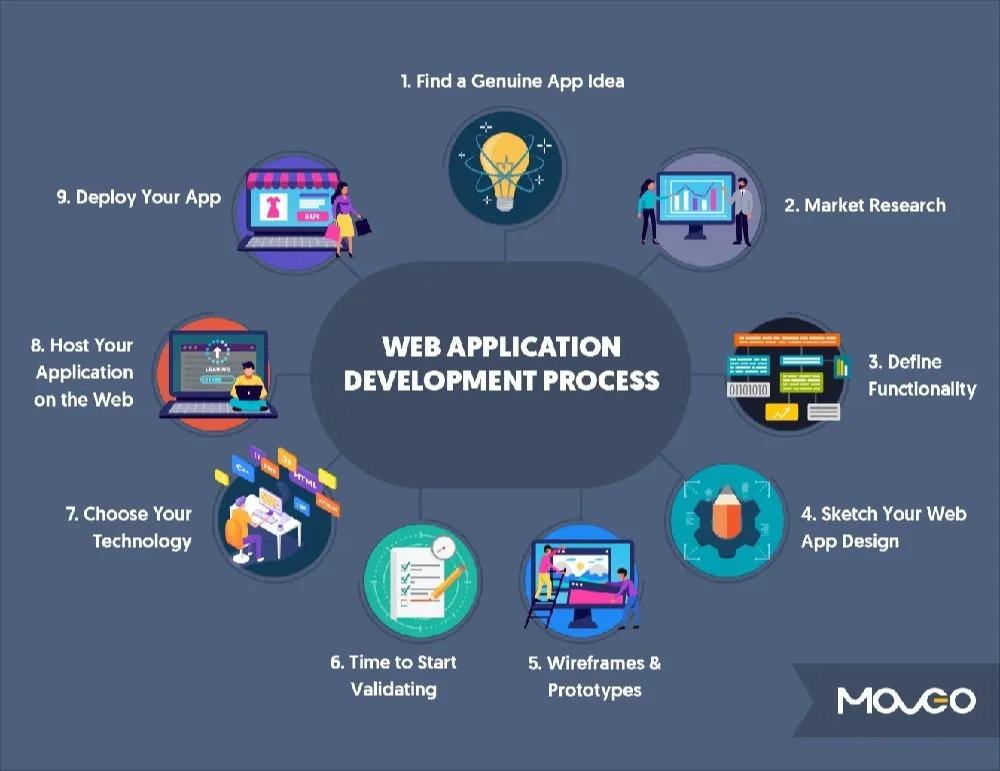 1. Find a Genuine App Idea
9. Deploy Your App
BUY
2. Market Research
WEB APPLICATION
DEVELOPMENT PROCESS
8. Host Your
Application
on the Web
LOADING
3. Define
Functionality
01101010
7. Choose Your
Technology
C++
PHP
HTML
4. Sketch Your Web
App Design
6. Time to Start
Validating
5. Wireframes &
Prototypes
MOVGO